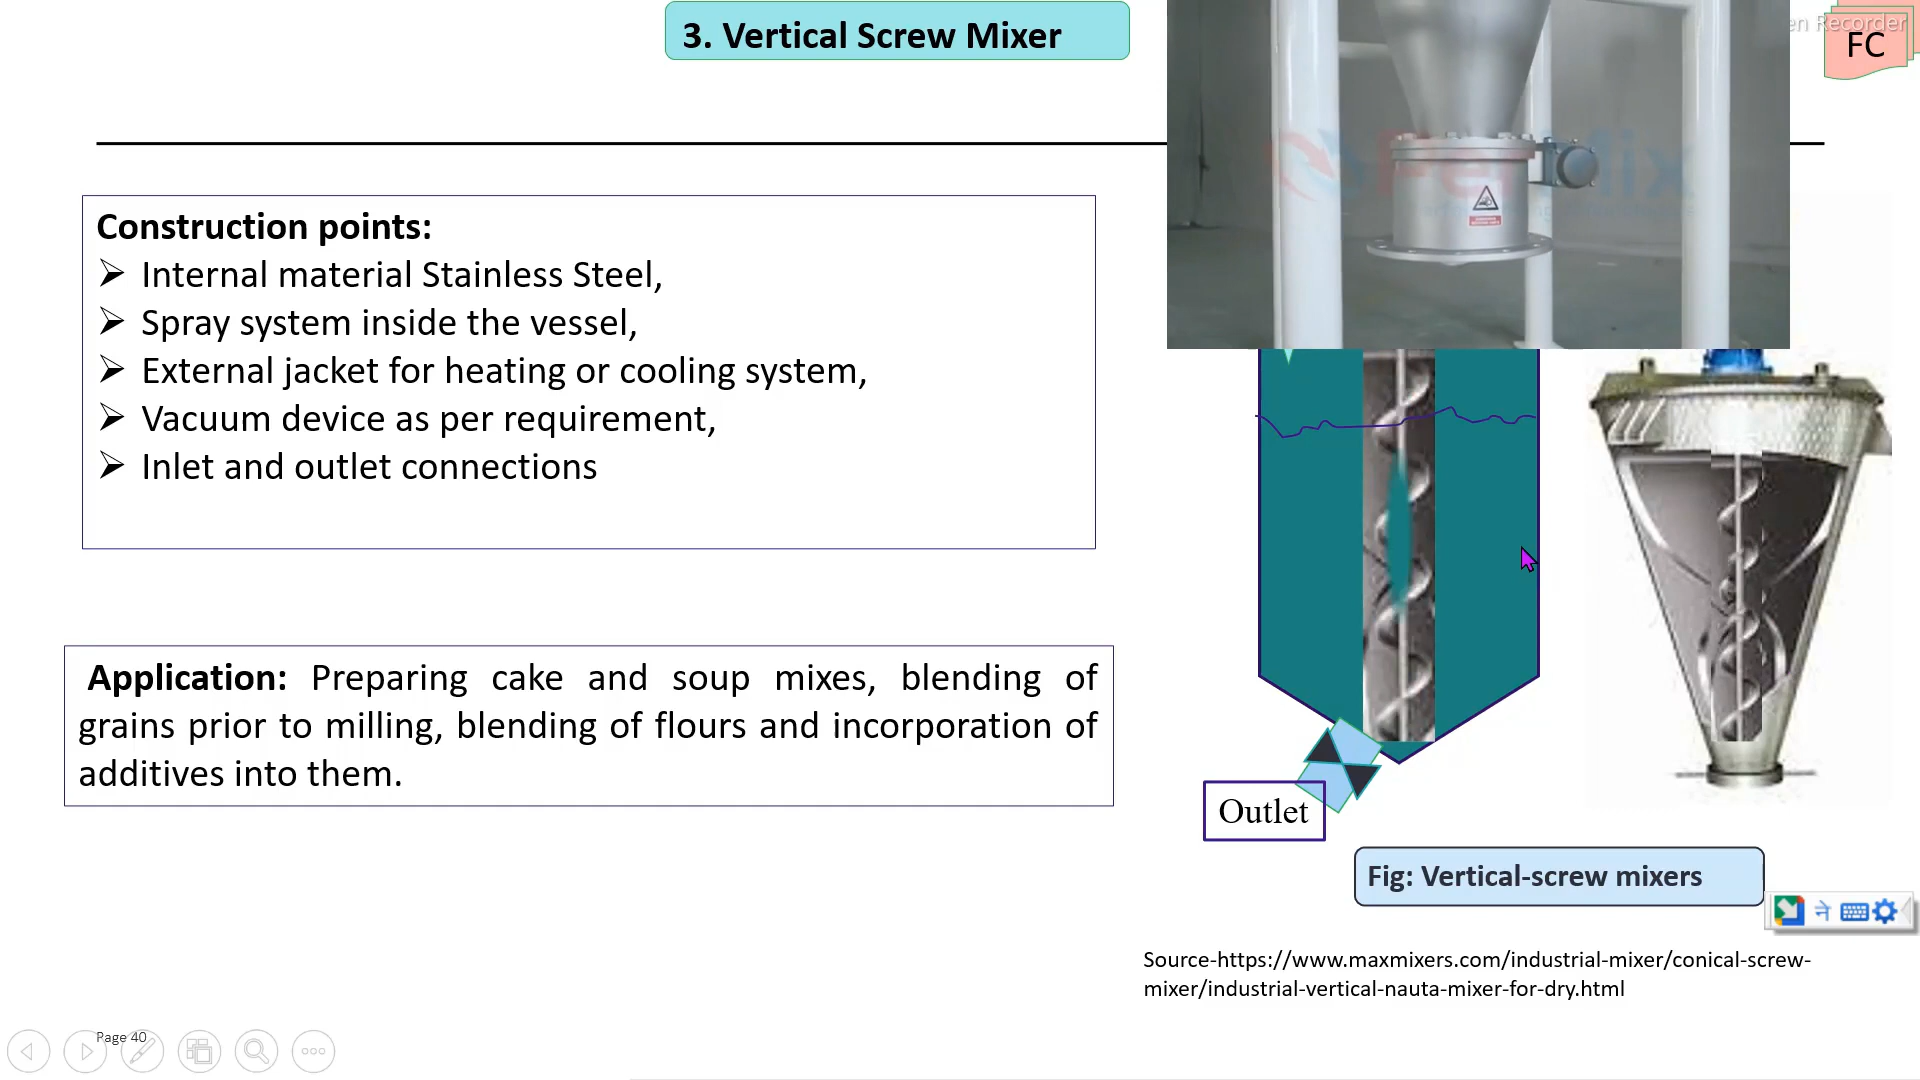 3. Vertical Screw Mixer
en Recorder
FC
Construction points:
Internal material Stainless Steel,
Spray system inside the vessel,
External jacket for heating or cooling system,
Vacuum device as per requirement,
Inlet and outlet connections
Application: Preparing cake and soup mixes, blending of
grains prior to milling, blending of flours and incorporation of
additives into them.
Outlet
Fig: Vertical-screw mixers
ने
Source-https://www.maxmixers.com/industrial-mixer/conical-screw-
mixer/industrial-vertical-nauta-mixer-for-dry.html
Page 40